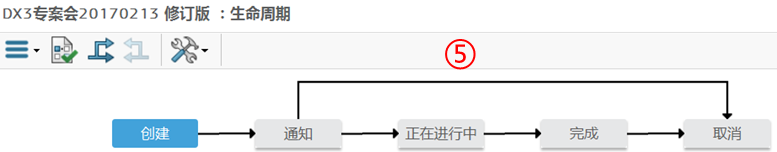 DX3专案会20170213 修订版 ：生命周期
⑤
创建 通知 正在进行中 完成 取消